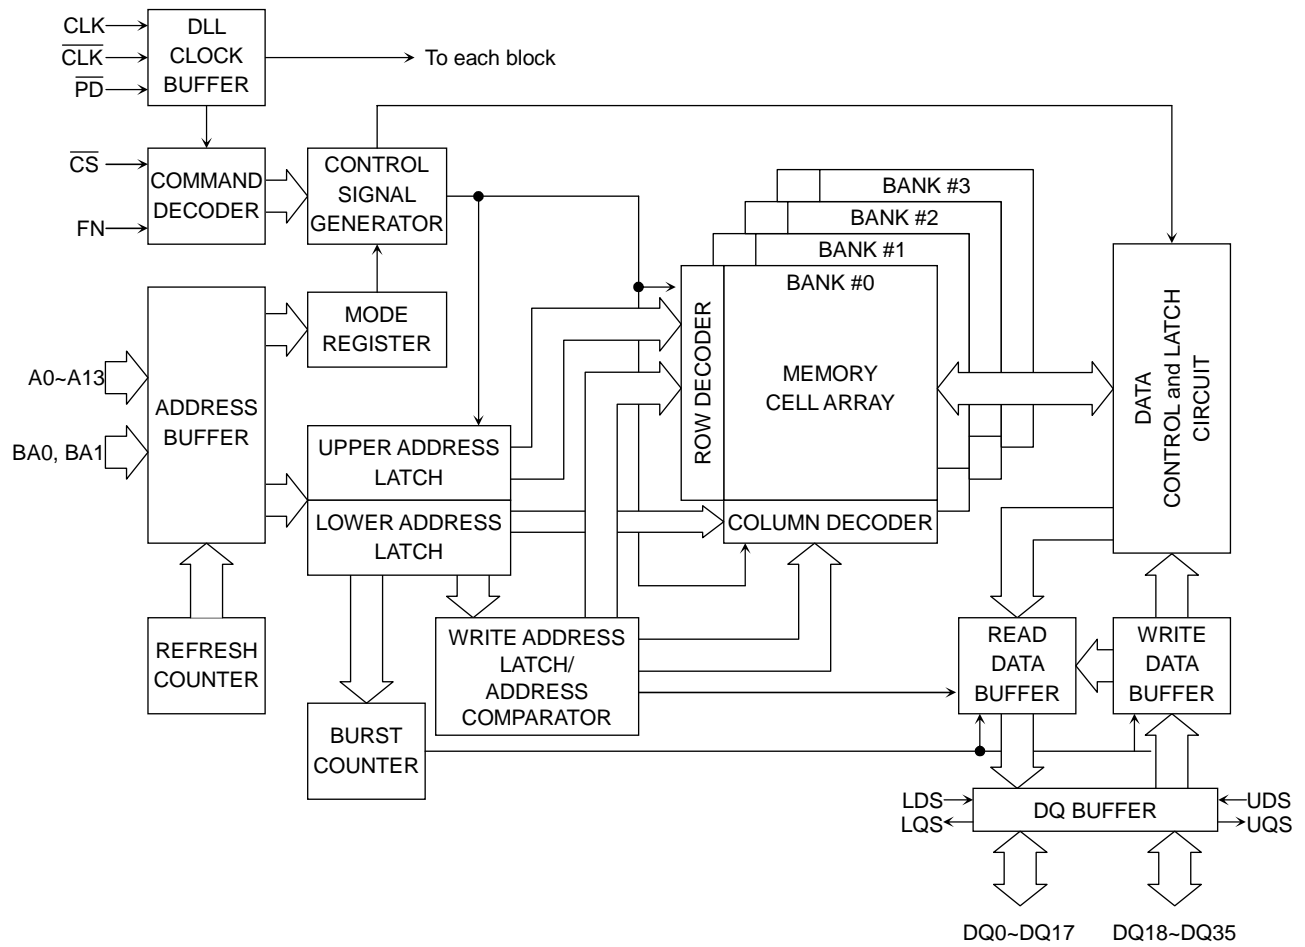 CLK
CLK
PD
DLL
CLOCK
BUFFER
To each block
CS
FN
COMMAND
DECODER
CONTROL
SIGNAL
GENERATOR
BANK #3
BANK #2
BANK #1
BANK #0
MODE
REGISTER
A0~A13
BA0, BA1
ADDRESS
BUFFER
ROW DECODER
MEMORY
CELL ARRAY
DATA
CONTROL and LATCH
CIRCUIT
UPPER ADDRESS
LATCH
LOWER ADDRESS
LATCH
COLUMN DECODER
REFRESH
COUNTER
WRITE ADDRESS
LATCH/
ADDRESS
COMPARATOR
READ
DATA
BUFFER
WRITE
DATA
BUFFER
BURST
COUNTER
LDS
LQS
DQ BUFFER
UDS
UQS
DQ0~DQ17
DQ18~DQ35